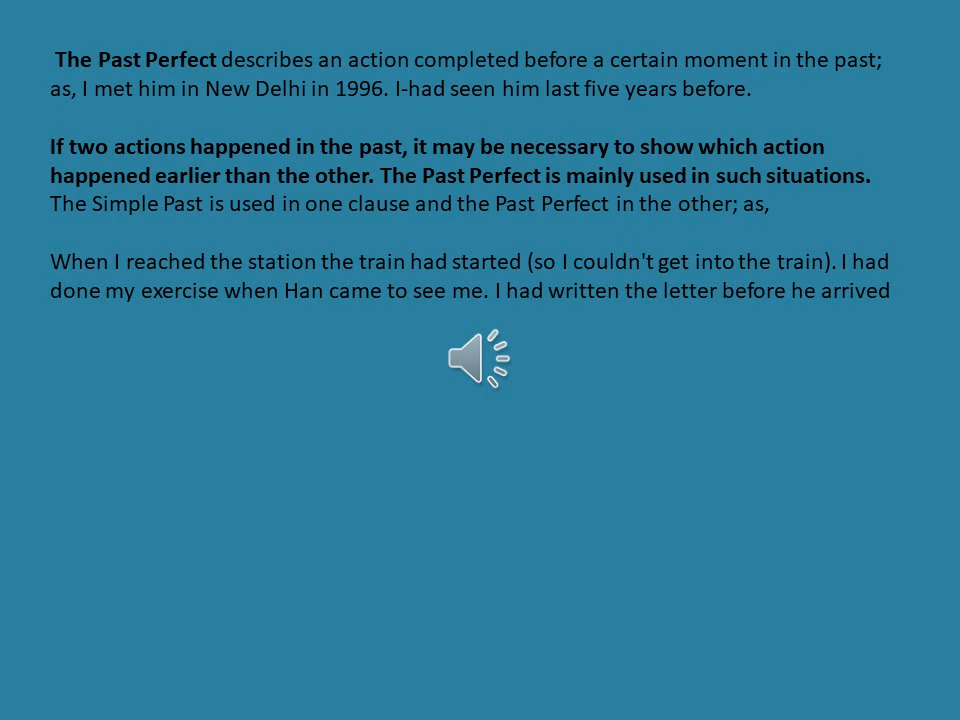 The Past Perfect describes an action completed before a certain moment in the past;
as, I met him in New Delhi in 1996. I-had seen him last five years before.
If two actions happened in the past, it may be necessary to show which action
happened earlier than the other. The Past Perfect is mainly used in such situations.
The Simple Past is used in one clause and the Past Perfect in the other; as,
When I reached the station the train had started (so I couldn't get into the train). I had
done my exercise when Han came to see me. I had written the letter before he arrived